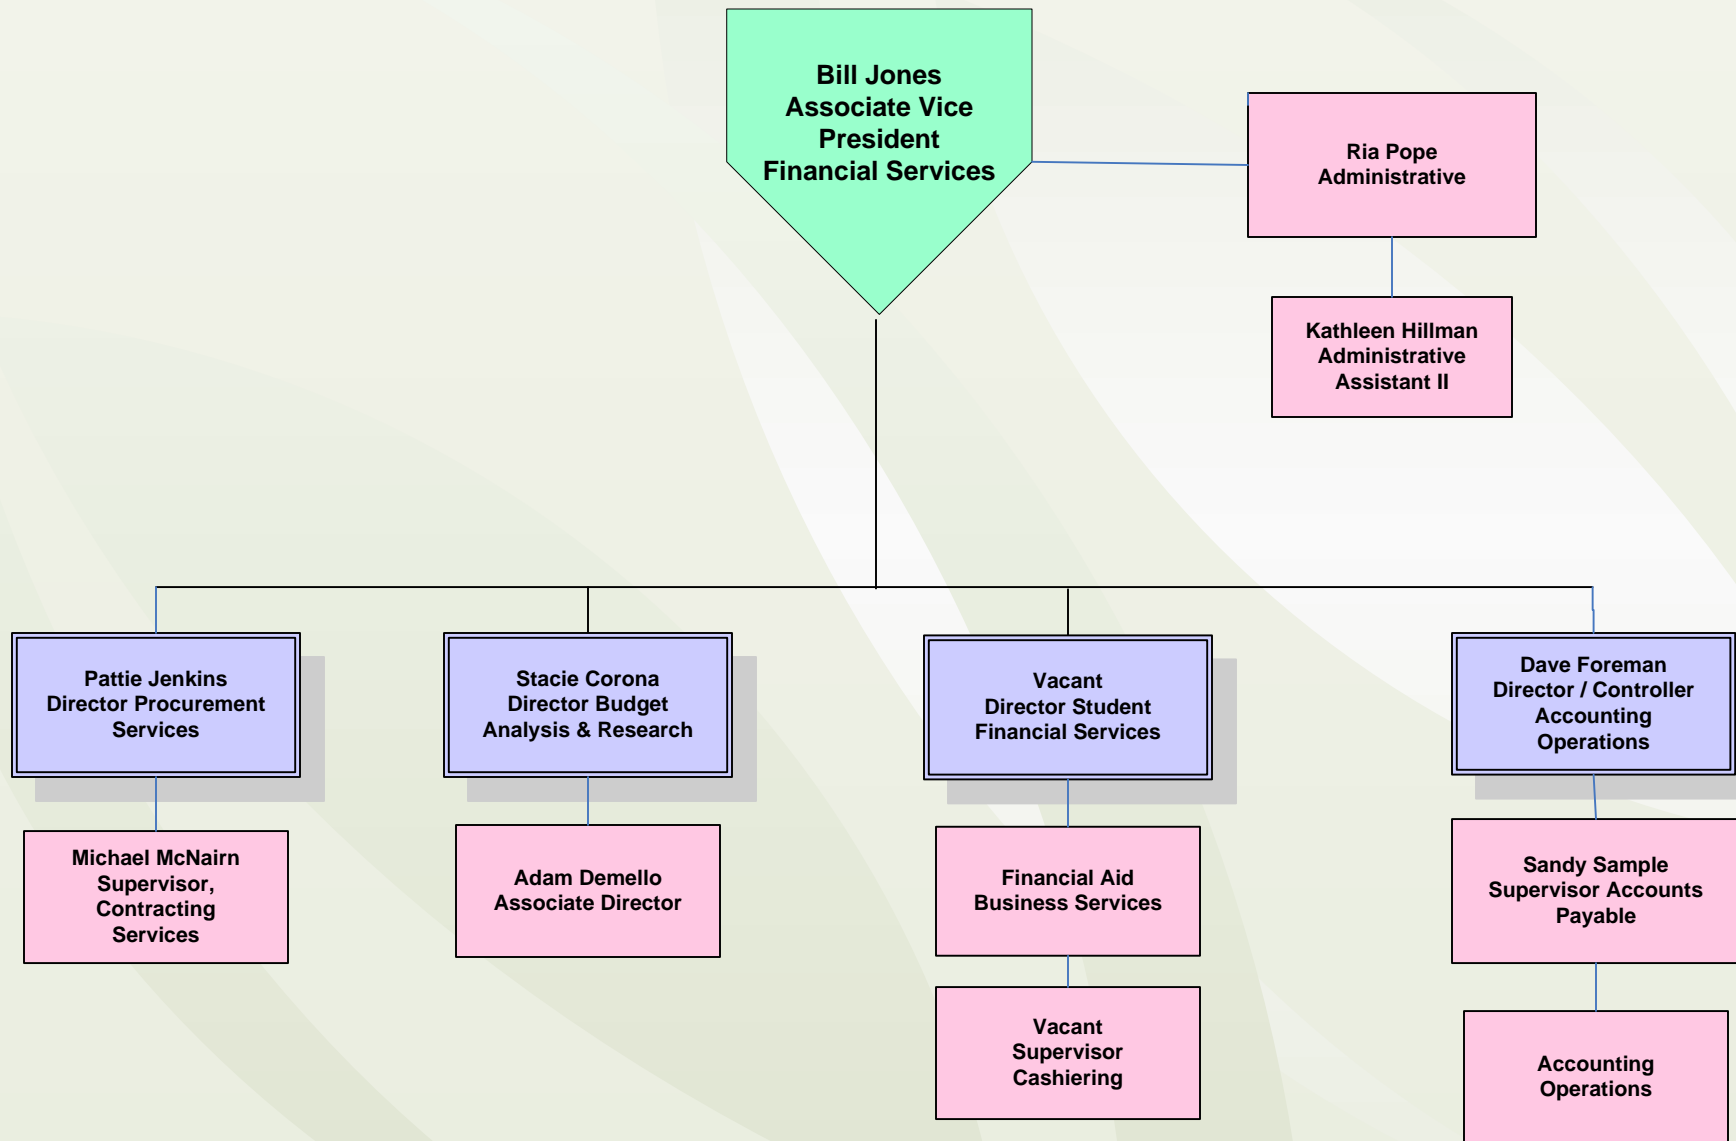 Bill Jones
Associate Vice
President
Financial Services
Ria Pope
Administrative
Kathleen Hillman
Administrative
Assistant II
Pattie Jenkins
Director Procurement
Services
Stacie Corona
Director Budget
Analysis & Research
Vacant
Director Student
Financial Services
Dave Foreman
Director / Controller
Accounting
Operations
Michael McNairn
Supervisor,
Contracting
Services
Adam Demello
Associate Director
Financial Aid
Business Services
Sandy Sample
Supervisor Accounts
Payable
Vacant
Supervisor
Cashiering
Accounting
Operations